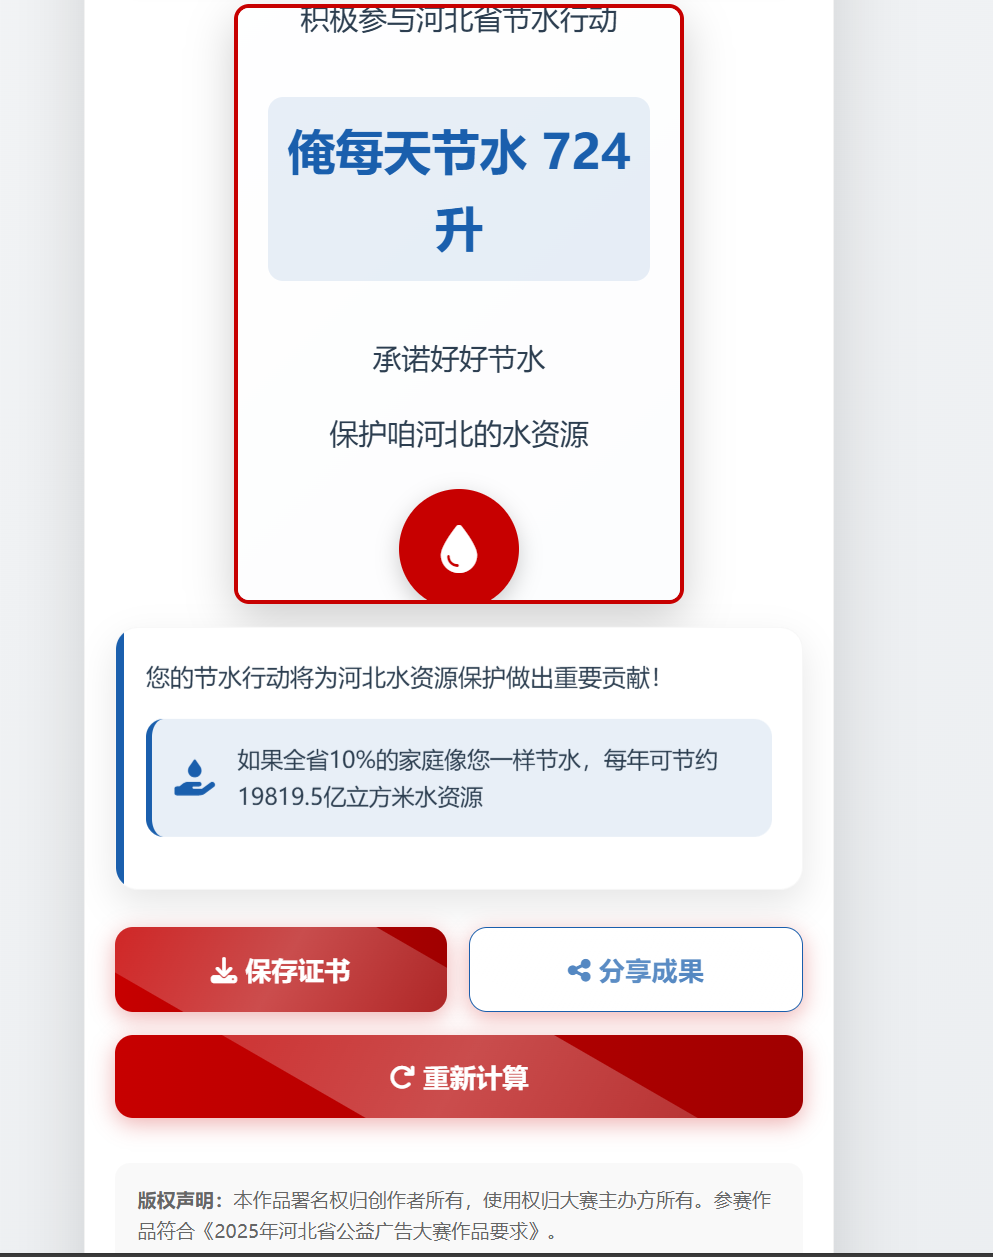 积极参与河北省节水行动
俺每天节水 724
升
承诺好好节水
保护咱河北的水资源
您的节水行动将为河北水资源保护做出重要贡献！
如果全省10%的家庭像您一样节水，每年可节约
19819.5亿立方米水资源
保存证书
分享成果
重新计算
版权声明：本作品署名权归创作者所有，使用权归大赛主办方所有。参赛作
品符合《2025年河北省公益广告大赛作品要求》。